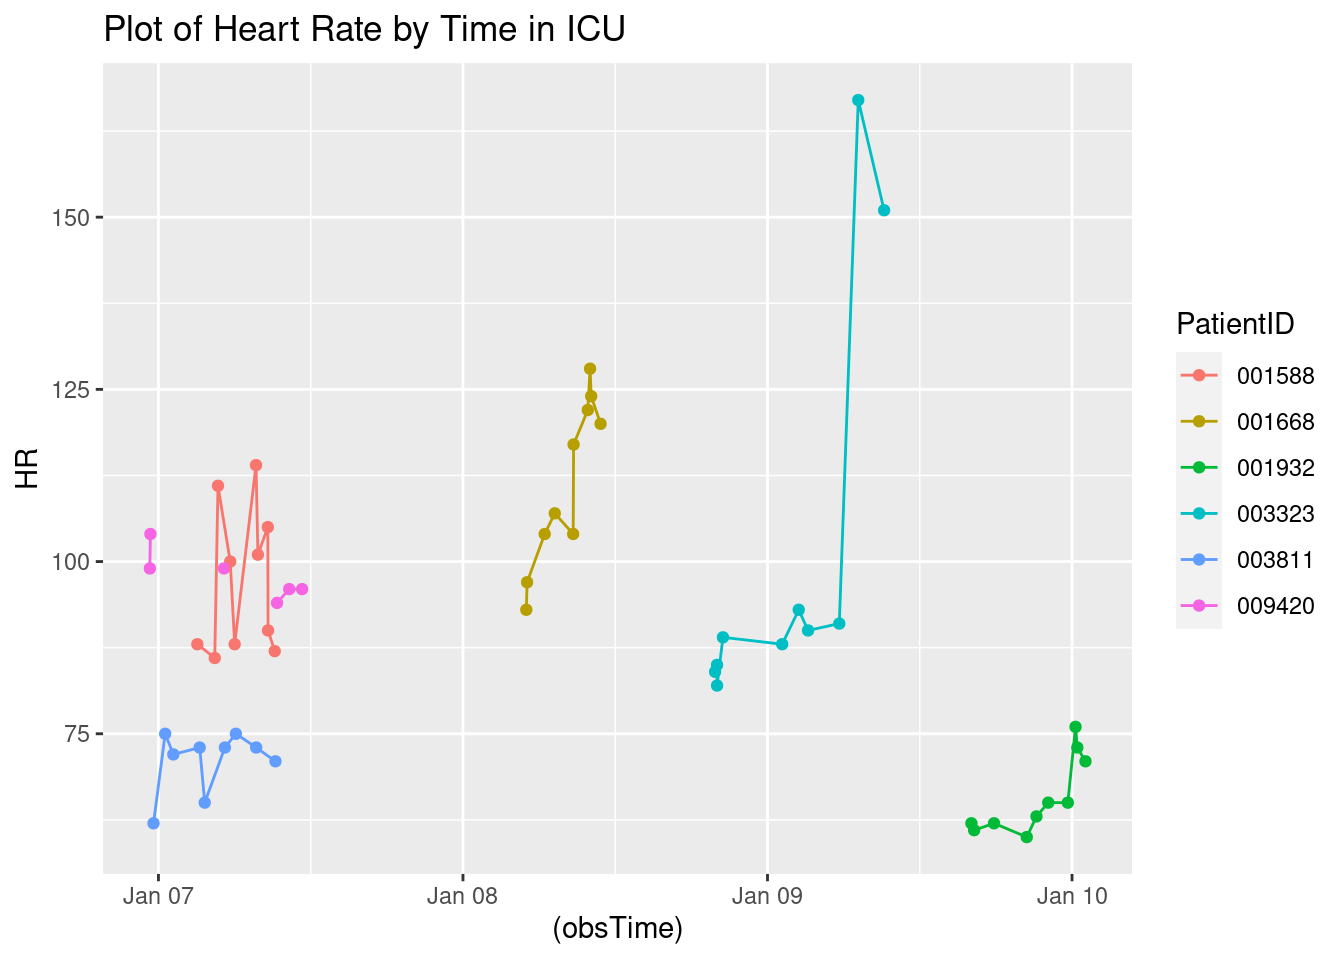 Plot of Heart Rate by Time in ICU
HR
150
125
100
75
Jan 07
Jan 08
Jan 09
Jan 10
(obsTime)
PatientID
001588
001668
001932
003323
003811
009420